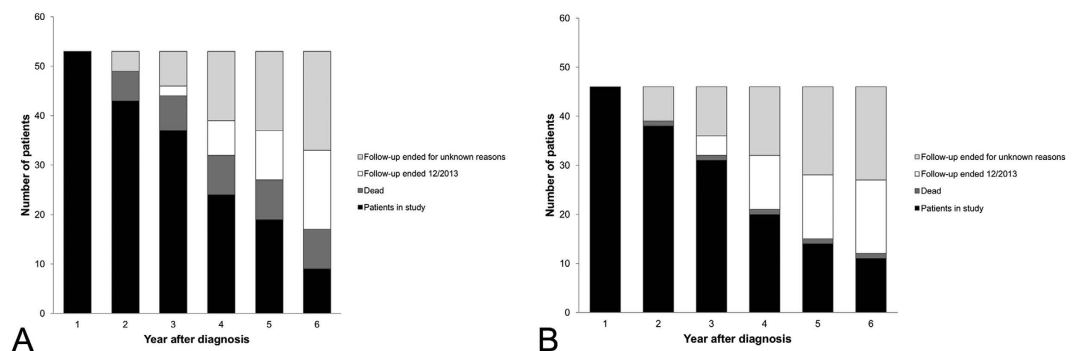 60
50
40
30
20
10
0
Number of patients
1 2 3 4 5 6
Year after diagnosis
Follow-up ended for unknown reasons
Follow-up ended 12/2013
Dead
Patients in study
A
60
50
40
30
20
10
0
Number of patients
1 2 3 4 5 6
Year after diagnosis
Follow-up ended for unknown reasons
Follow-up ended 12/2013
Dead
Patients in study
B